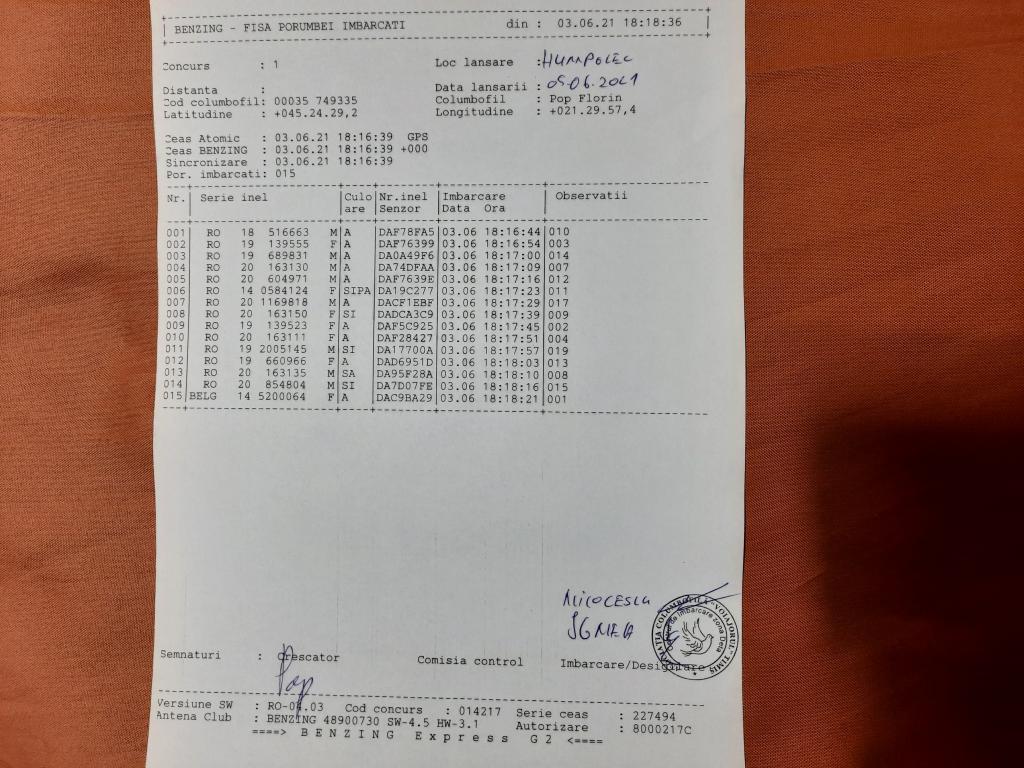 BENZING - FISA PORUMBEI IMBARCATI din : 03.06.21 18:18:36
Concurs : 1 Loc lansare : HUMPOLEC
Distanta : Data lansarii : 05.06.2021
Cod columbofil: 00035 749335 Columbofil : Pop Florin
Latitudine : +045.24.29,2 Longitudine : +021.29.57,4
Ceas Atomic : 03.06.21 18:16:39 GPS
Ceas BENZING : 03.06.21 18:16:39 +000
Sincronizare : 03.06.21 18:16:39
Por. imbarcati: 015
Nr. Serie inel Culo Nr.inel Imbarcare Observatii
are Senzor Data Ora
001 RO 18 516663 M A DAF78FA5 03.06 18:16:44 010
002 RO 19 139555 F A DAF76399 03.06 18:16:54 003
003 RO 19 689831 M A DA0A49F6 03.06 18:17:00 014
004 RO 20 163130 M A DA74DFAA 03.06 18:17:09 007
005 RO 20 604971 M A DAF7639E 03.06 18:17:16 012
006 RO 14 0584124 F SIPA DA19C277 03.06 18:17:23 011
007 RO 20 1169818 M A DACF1EBF 03.06 18:17:29 017
008 RO 20 163150 F SI DADCA3C9 03.06 18:17:39 009
009 RO 19 139523 F A DAF5C925 03.06 18:17:45 002
010 RO 20 163111 F A DAF28427 03.06 18:17:51 004
011 RO 19 2005145 M SI DA17700A 03.06 18:17:57 019
012 RO 19 660966 F A DAD6951D 03.06 18:18:03 013
013 RO 20 163135 M SA DA95F28A 03.06 18:18:10 008
014 RO 20 854804 M SI DA7D07FE 03.06 18:18:16 015
015 BELG 14 5200064 F A DAC9BA29 03.06 18:18:21 001
COLUMBOFILA "VOIAJORUL" TIMIS
de imbarcare zona Deta
Semnaturi : Crescator Comisia control Imbarcare/Desigilare
Pop
Versiune SW : RO-04.03 Cod concurs : 014217 Serie ceas : 227494
Antena Club : BENZING 48900730 SW-4.5 HW-3.1 Autorizare : 8000217C
====> B E N Z I N G E x p r e s s G 2 <====